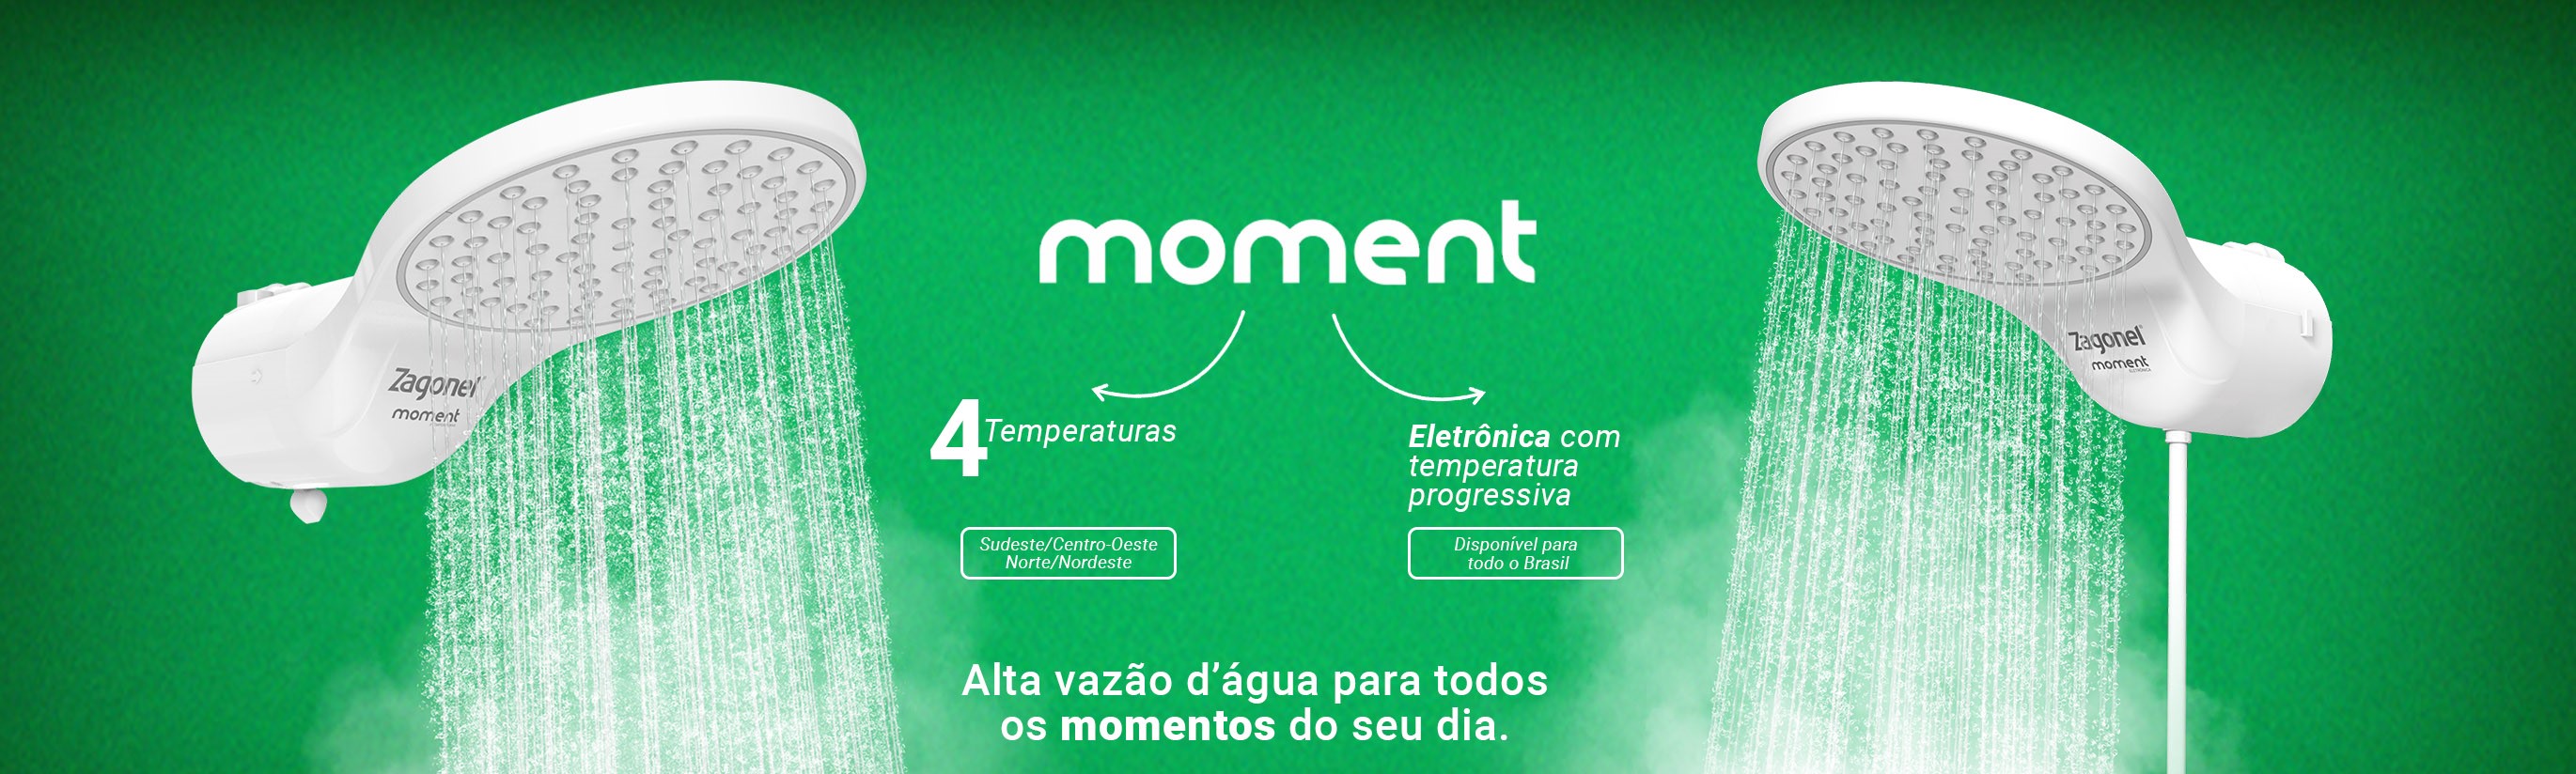 moment
4 Temperaturas
Sudeste/Centro-Oeste
Norte/Nordeste
Eletrônica com
temperatura
progressiva
Disponível para
todo o Brasil
Alta vazão d’água para todos
os momentos do seu dia.
Zagonel
moment
Zagonel
moment
ELETRÔNICA